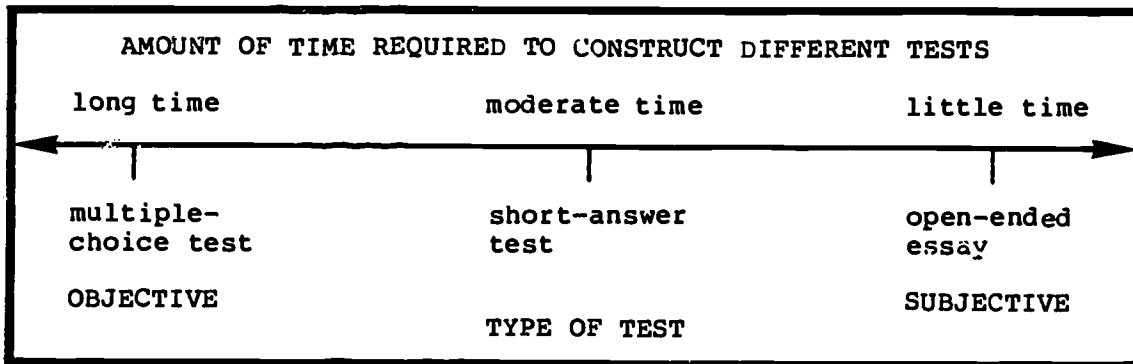 AMOUNT OF TIME REQUIRED TO CONSTRUCT DIFFERENT TESTS
long time moderate time little time
multiple- short-answer open-ended
choice test test essay
OBJECTIVE SUBJECTIVE
TYPE OF TEST